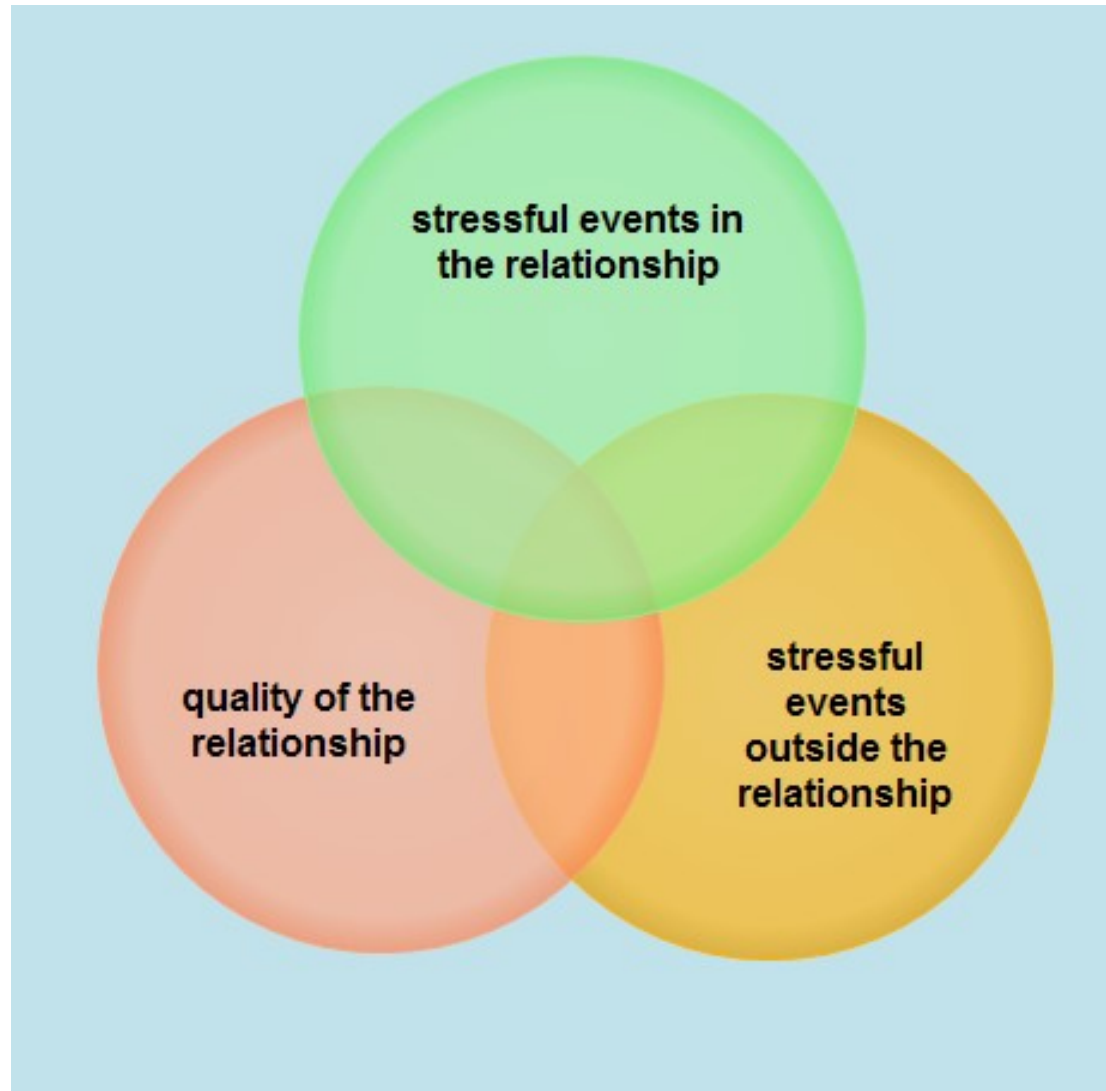 stressful events in
the relationship
quality of the
relationship
stressful
events
outside the
relationship